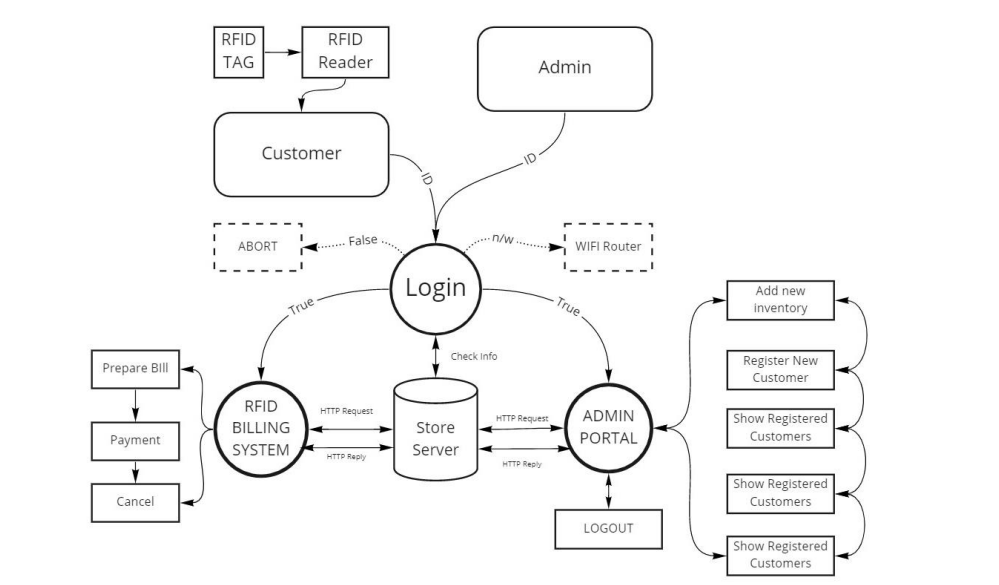 RFID
TAG
RFID
Reader
Admin
Customer
ID
ID
ABORT
False
n/w
WIFI Router
Login
True
True
Check Info
Add new
inventory
Prepare BIll
Register New
Customer
RFID
BILLING
SYSTEM
HTTP Request
HTTP Reply
Store
Server
HTTP Request
HTTP Reply
ADMIN
PORTAL
Show Registered
Customers
Payment
Cancel
Show Registered
Customers
LOGOUT
Show Registered
Customers